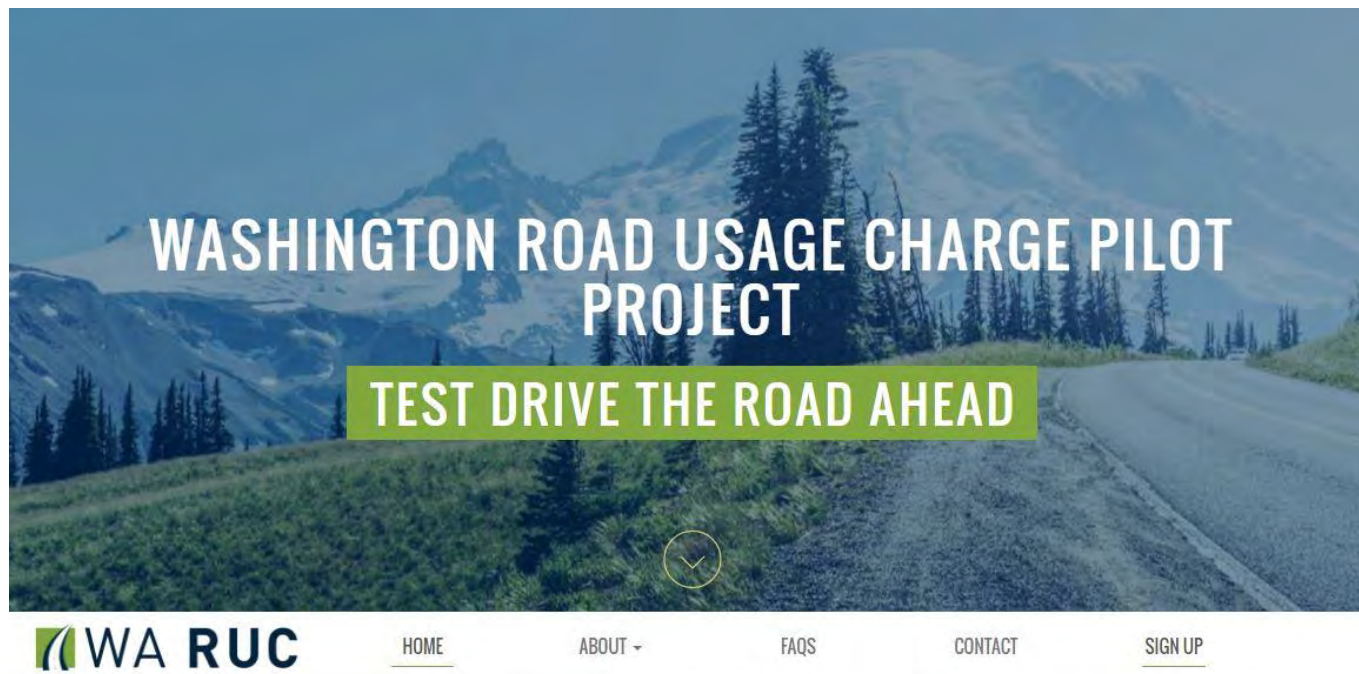 WASHINGTON ROAD USAGE CHARGE PILOT
PROJECT
TEST DRIVE THE ROAD AHEAD
WA RUC
HOME
ABOUT
FAQS
CONTACT
SIGN UP